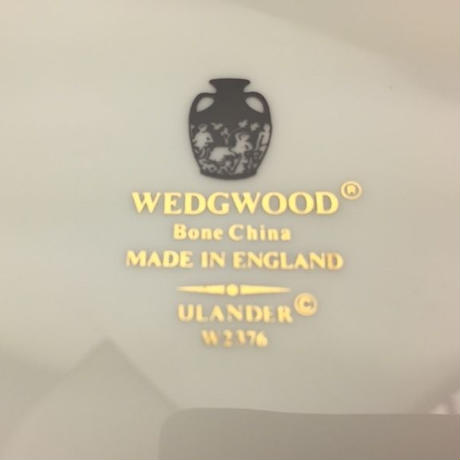 WEDGWOOD®
Bone China
MADE IN ENGLAND
ULANDER©
W2376